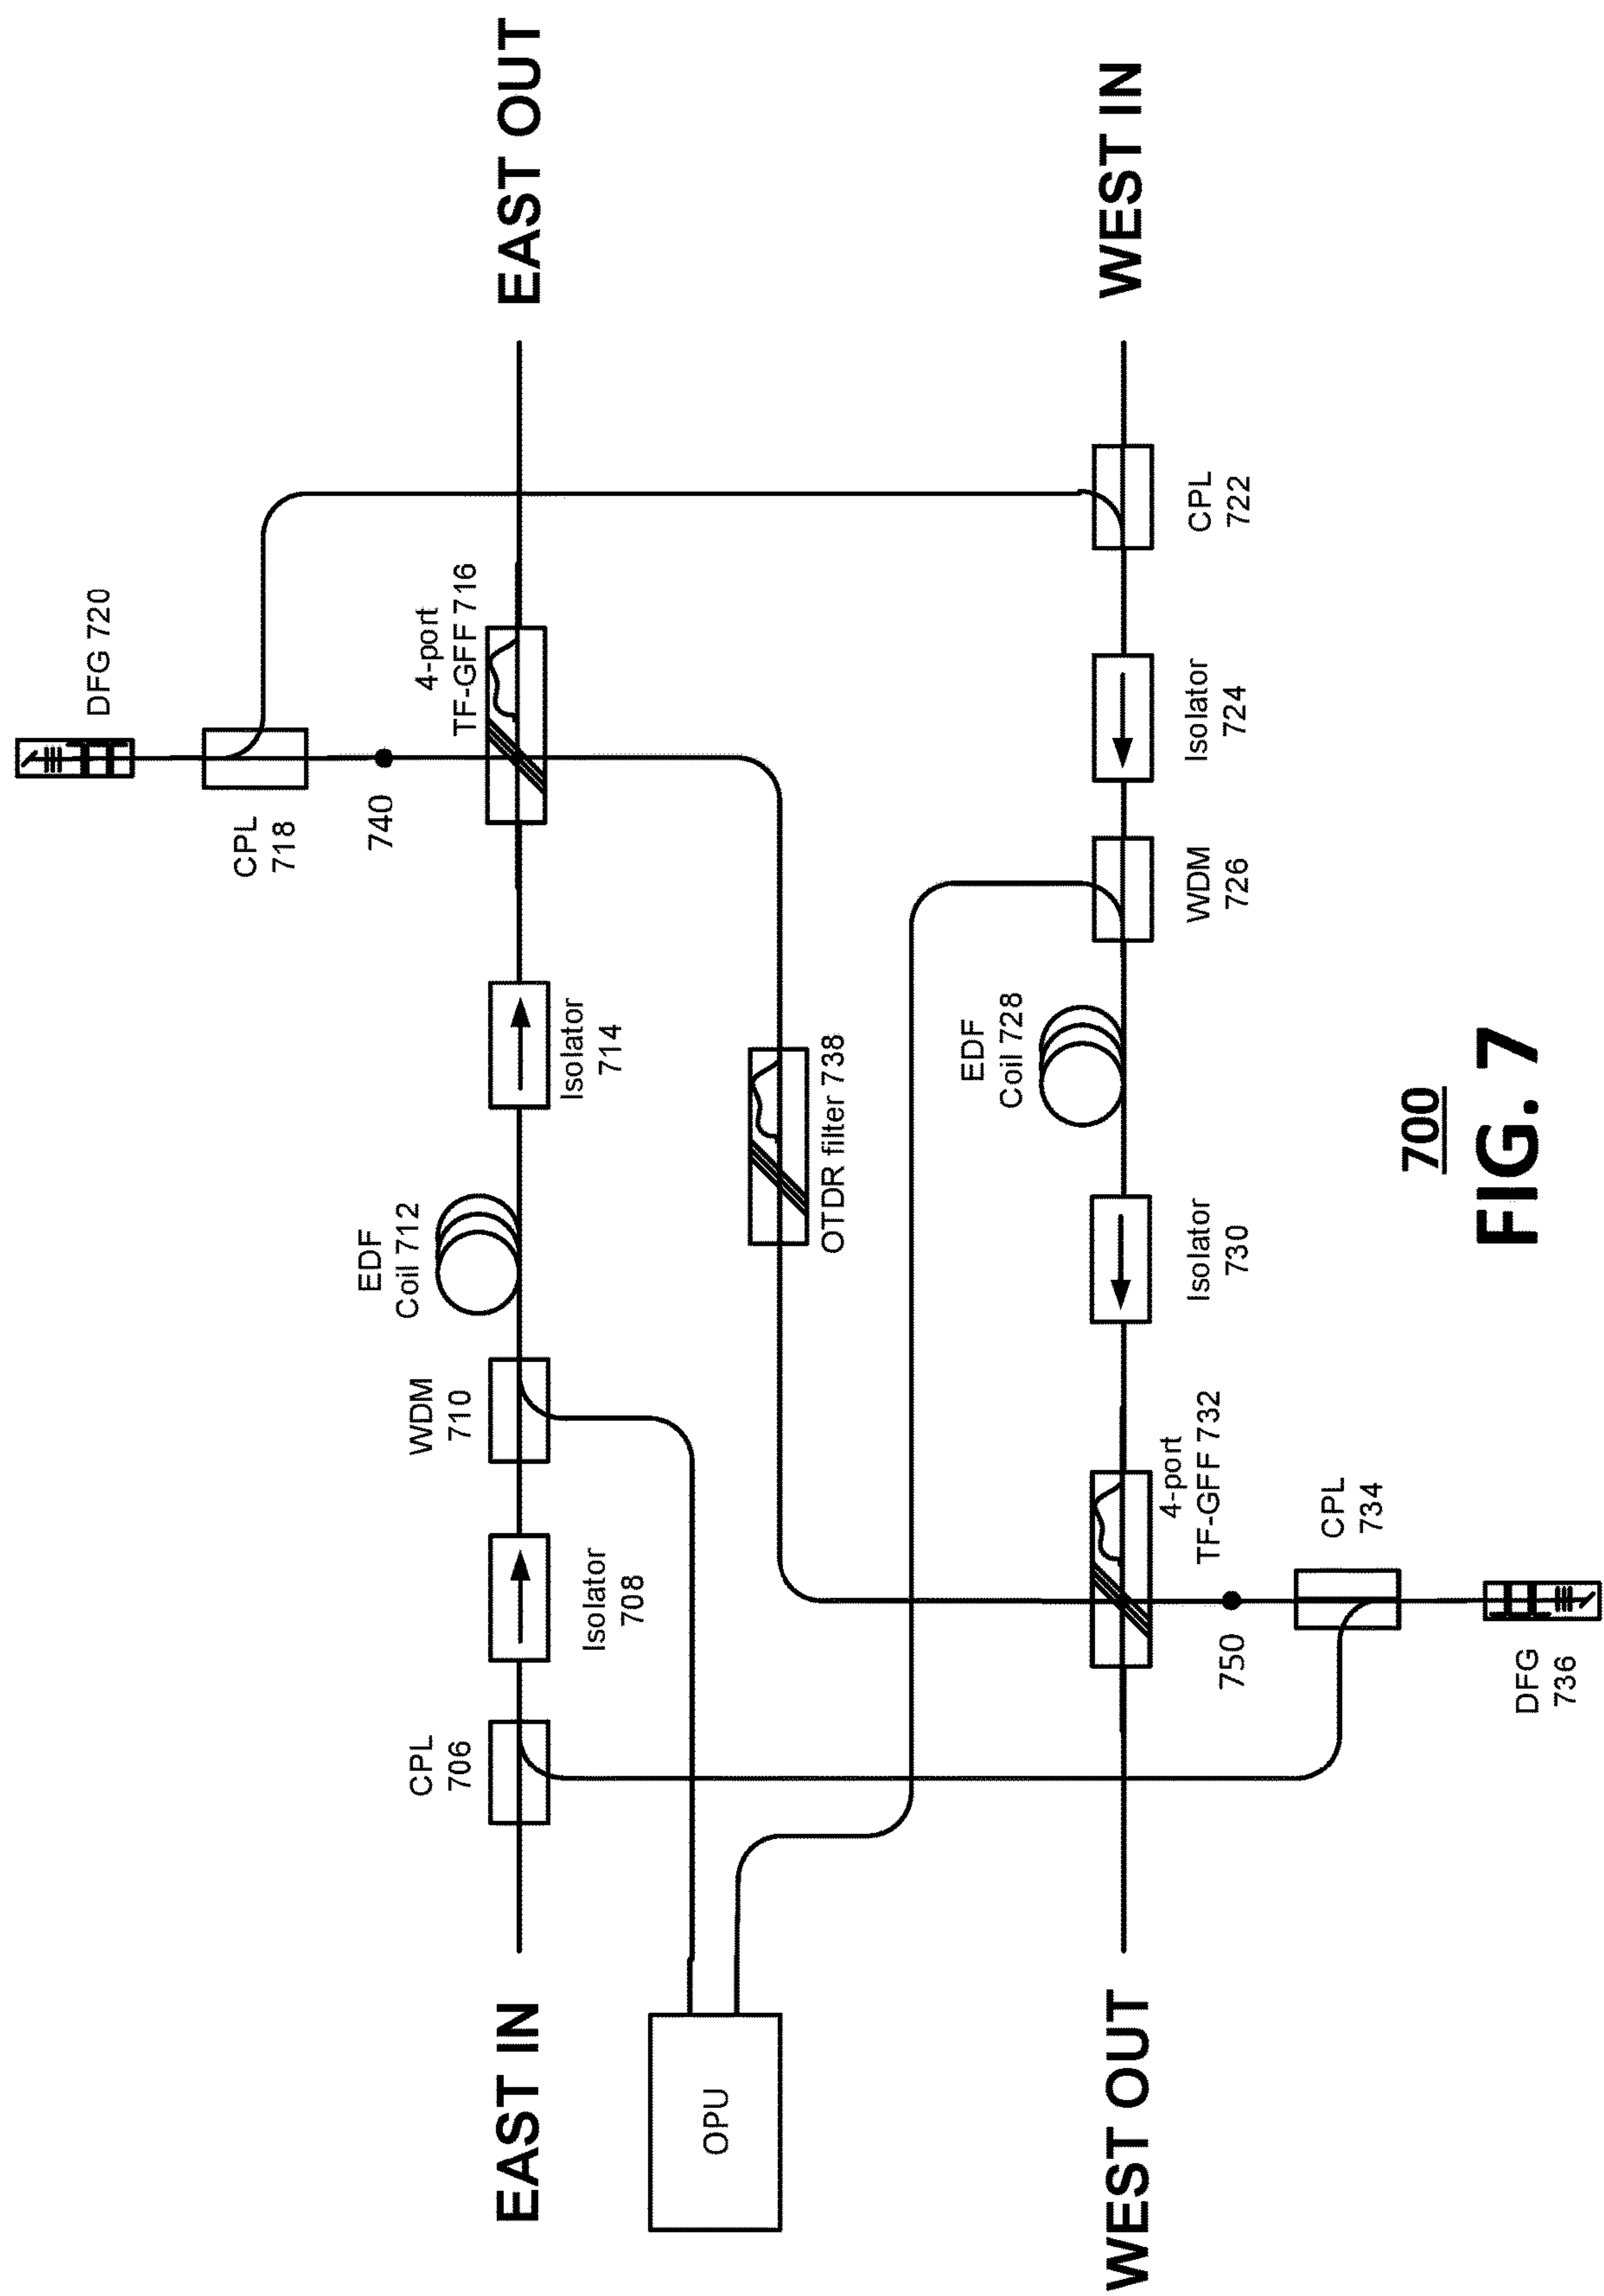 DFG 720
CPL
718
740
4-port
TF-GFF 716
EAST IN
CPL
706
Isolator
708
WDM
710
EDF
Coil 712
Isolator
714
EAST OUT
OPU
OTDR filter 738
WEST OUT
4-port
TF-GFF 732
Isolator
730
EDF
Coil 728
WDM
726
Isolator
724
CPL
722
WEST IN
750
CPL
734
DFG
736
700
FIG. 7